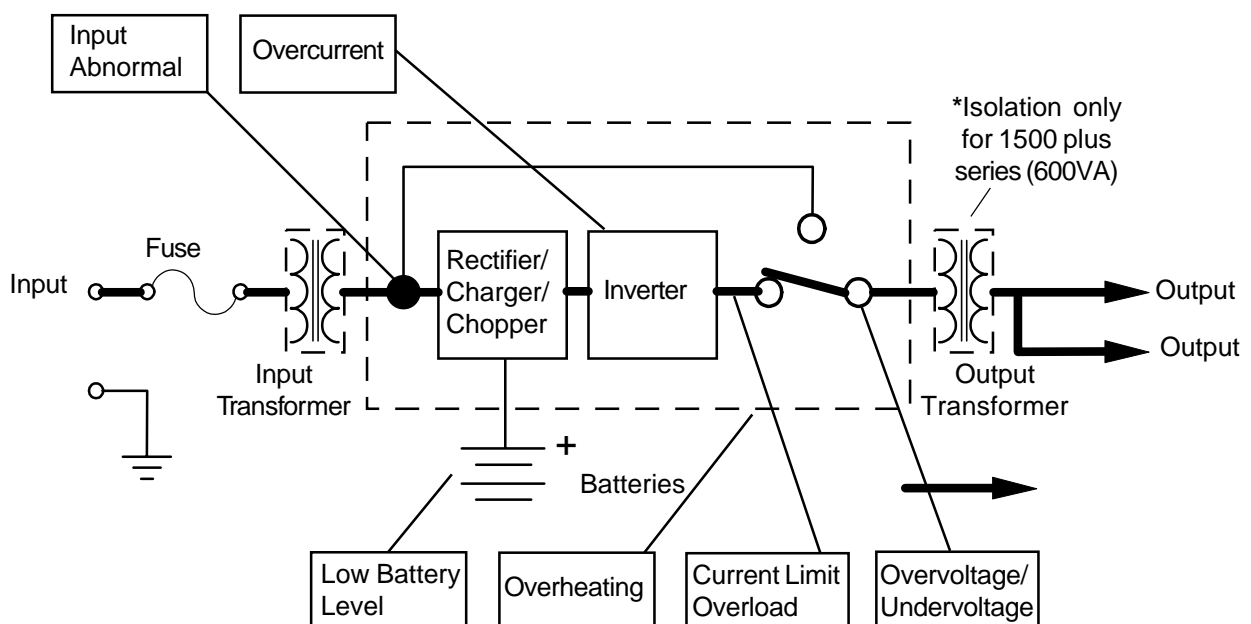 Input
Abnormal
Overcurrent
*Isolation only
for 1500 plus
series (600VA)
Fuse
Input
Rectifier/
Charger/
Chopper
Inverter
Output
Output
Input
Transformer
Output
Transformer
+
Batteries
Low Battery
Level
Overheating
Current Limit
Overload
Overvoltage/
Undervoltage